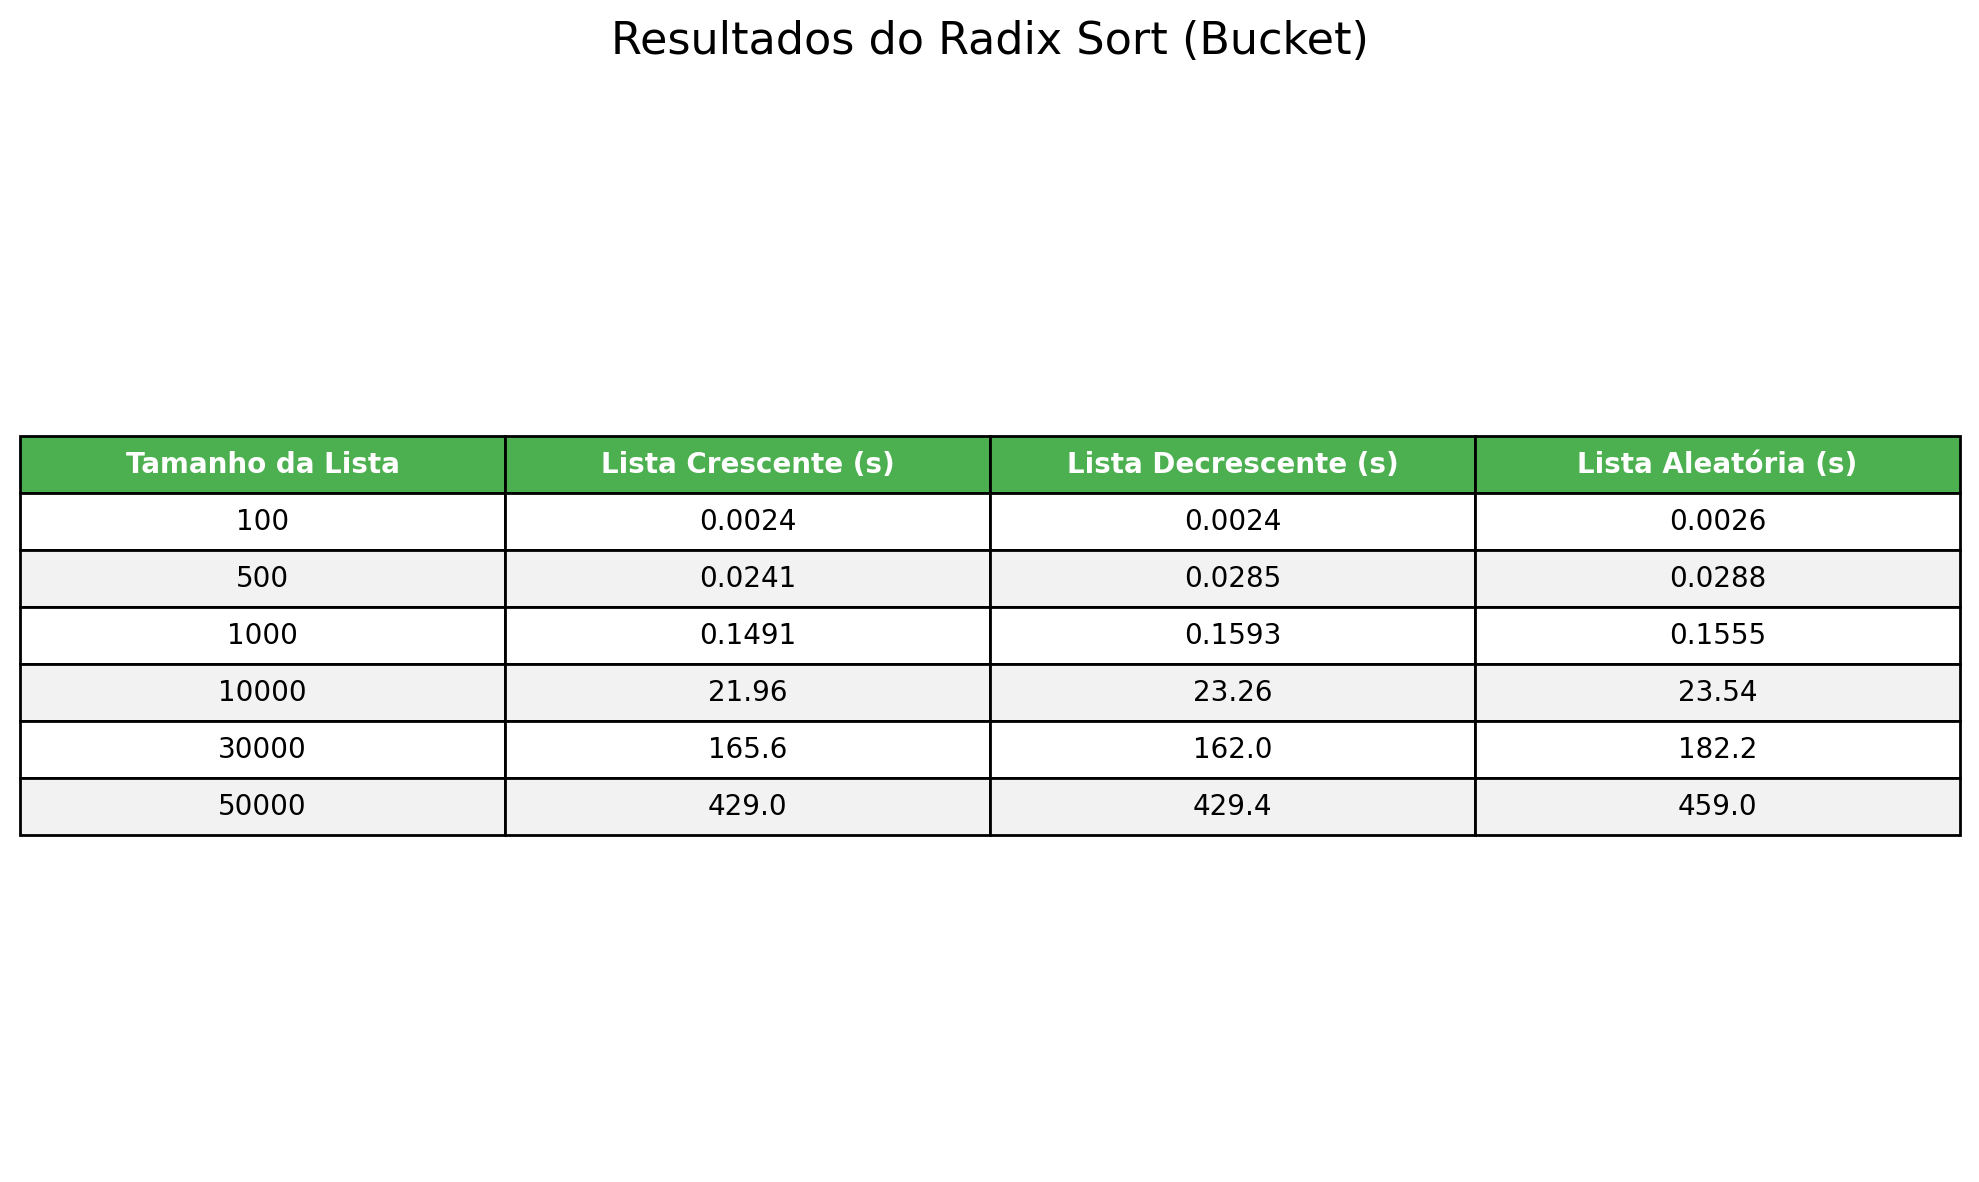 Resultados do Radix Sort (Bucket)
Tamanho da Lista Lista Crescente (s) Lista Decrescente (s) Lista Aleatória (s)
100 0.0024 0.0024 0.0026
500 0.0241 0.0285 0.0288
1000 0.1491 0.1593 0.1555
10000 21.96 23.26 23.54
30000 165.6 162.0 182.2
50000 429.0 429.4 459.0